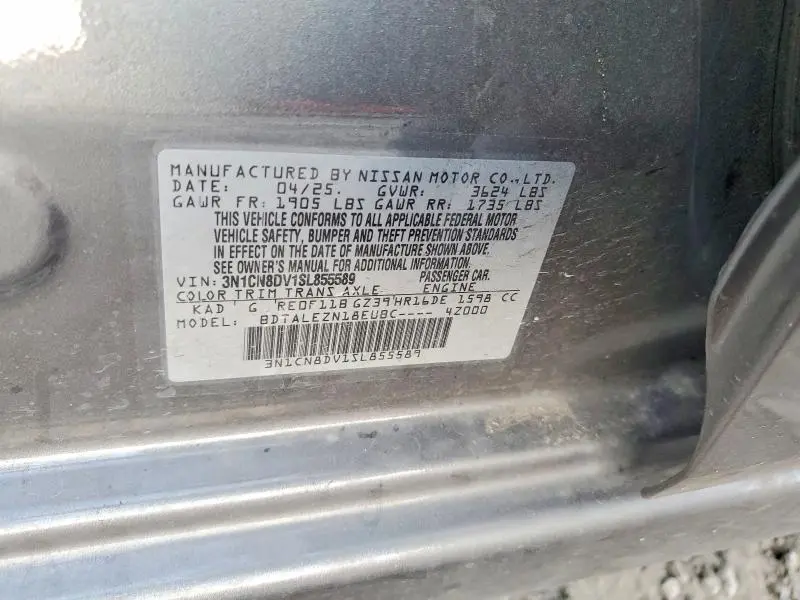 MANUFACTURED BY NISSAN MOTOR CO.,LTD.
DATE: 04/25. GVWR: 3624 LBS
GAWR FR: 1905 LBS GAWR RR: 1735 LBS
THIS VEHICLE CONFORMS TO ALL APPLICABLE FEDERAL MOTOR
VEHICLE SAFETY, BUMPER AND THEFT PREVENTION STANDARDS
IN EFFECT ON THE DATE OF MANUFACTURE SHOWN ABOVE.
SEE OWNER'S MANUAL FOR ADDITIONAL INFORMATION.
VIN: 3N1CN8DV1SL855589 PASSENGER CAR.
COLOR TRIM TRANS AXLE ENGINE
KAD G RE0F11B GZ39 HR16DE 1598 CC
MODEL: BDTALEZN18EUBC---- 4Z000
3N1CN8DV1SL855589